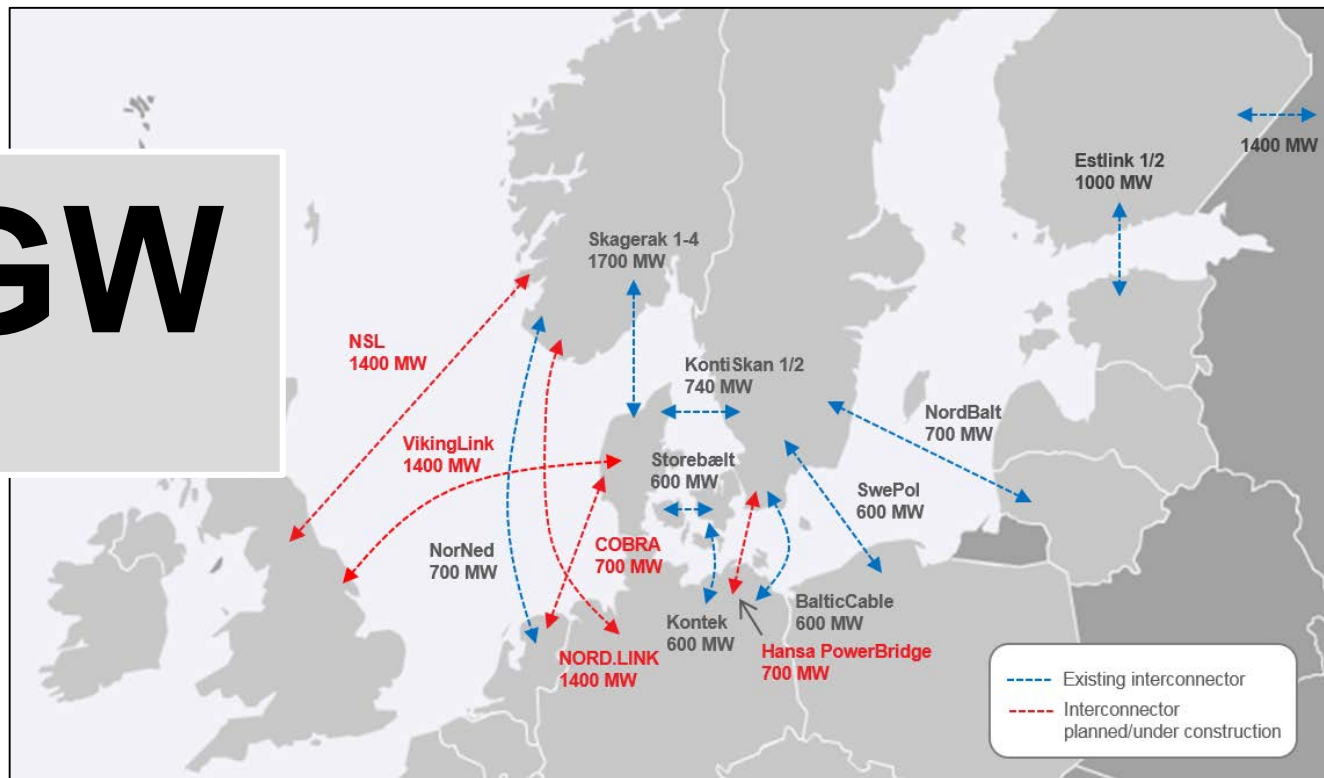 GW
1400 MW
Estlink 1/2
1000 MW
Skagerak 1-4
1700 MW
NSL
1400 MW
KontiSkan 1/2
740 MW
NordBalt
700 MW
VikingLink
1400 MW
Storebælt
600 MW
SwePol
600 MW
NorNed
700 MW
COBRA
700 MW
BalticCable
600 MW
Kontek
600 MW
Hansa PowerBridge
700 MW
NORD.LINK
1400 MW
Existing interconnector
Interconnector
planned/under construction